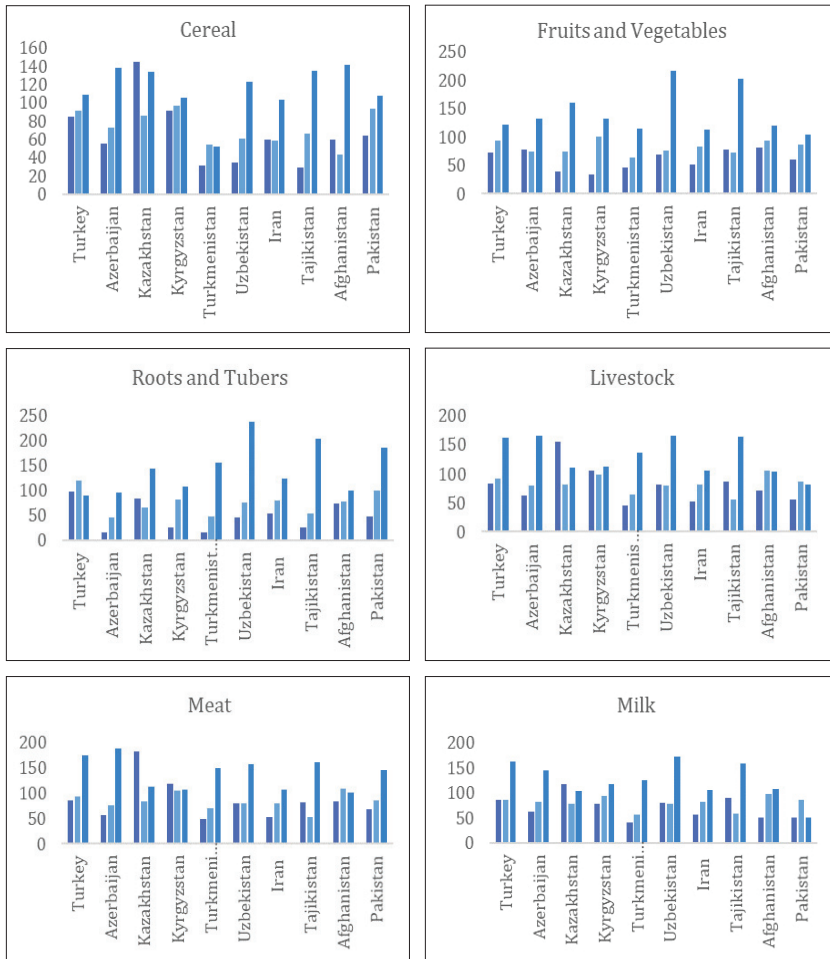 Cereal
160
140
120
100
80
60
40
20
0
Turkey
Azerbaijan
Kazakhstan
Kyrgyzstan
Turkmenistan
Uzbekistan
Iran
Tajikistan
Afghanistan
Pakistan
Fruits and Vegetables
250
200
150
100
50
0
Turkey
Azerbaijan
Kazakhstan
Kyrgyzstan
Turkmenistan
Uzbekistan
Iran
Tajikistan
Afghanistan
Pakistan
Roots and Tubers
250
200
150
100
50
0
Turkey
Azerbaijan
Kazakhstan
Kyrgyzstan
Turkmenist...
Uzbekistan
Iran
Tajikistan
Afghanistan
Pakistan
Livestock
200
150
100
50
0
Turkey
Azerbaijan
Kazakhstan
Kyrgyzstan
Turkmenis...
Uzbekistan
Iran
Tajikistan
Afghanistan
Pakistan
Meat
200
150
100
50
0
Turkey
Azerbaijan
Kazakhstan
Kyrgyzstan
Turkmeni...
Uzbekistan
Iran
Tajikistan
Afghanistan
Pakistan
Milk
200
150
100
50
0
Turkey
Azerbaijan
Kazakhstan
Kyrgyzstan
Turkmeni...
Uzbekistan
Iran
Tajikistan
Afghanistan
Pakistan